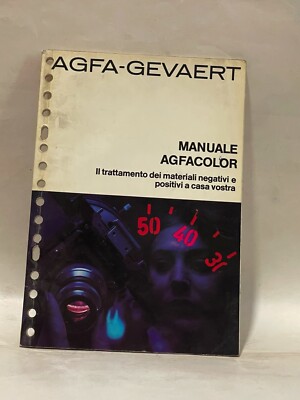 AGFA-GEVAERT
MANUALE
AGFACOLOR
Il trattamento dei materiali negativi e
positivi a casa vostra
50 40 30